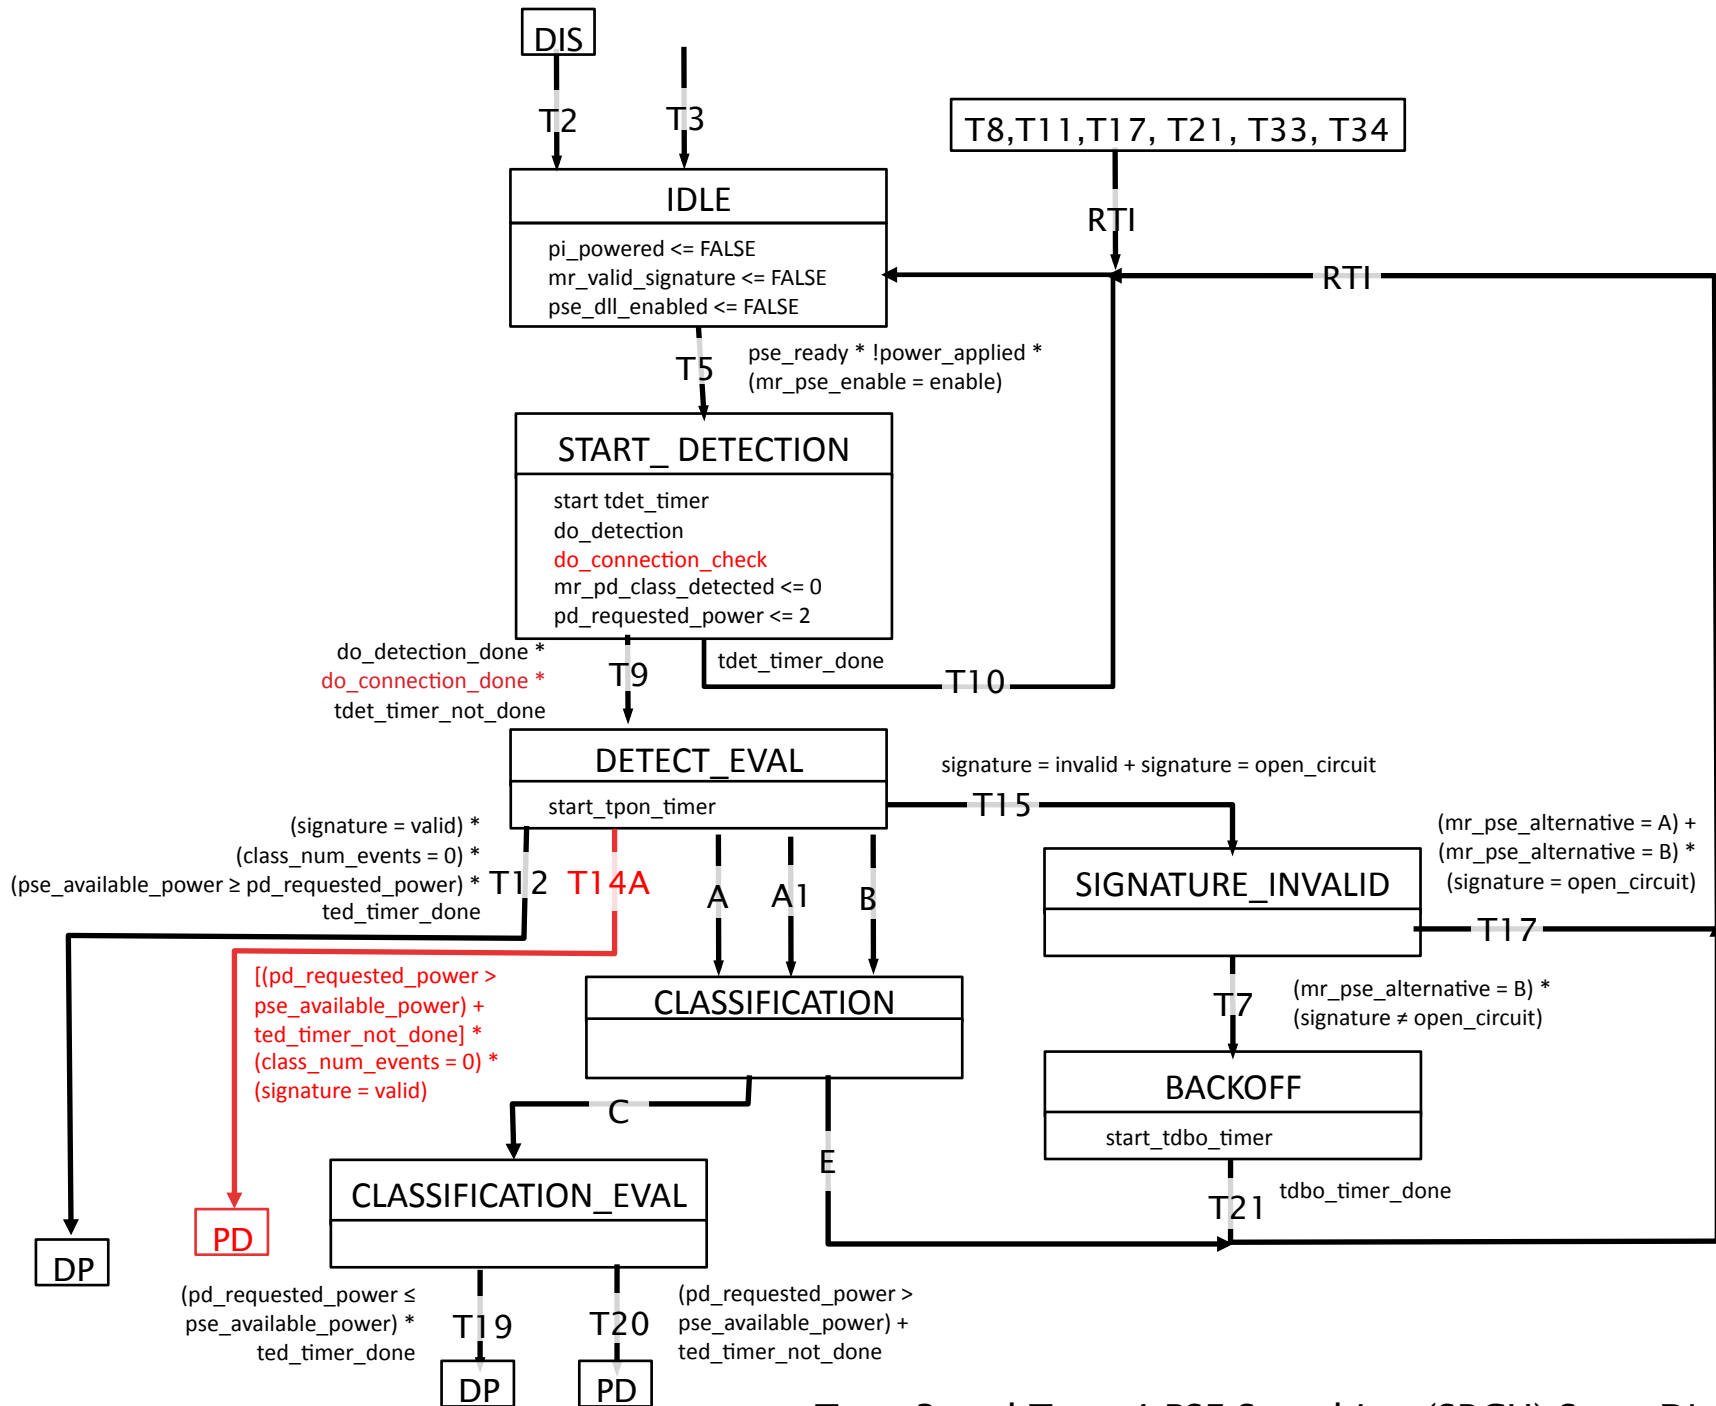 DIS
T2
T3
T8,T11,T17, T21, T33, T34
RTI
RTI
IDLE
pi_powered <= FALSE
mr_valid_signature <= FALSE
pse_dll_enabled <= FALSE
T5
pse_ready * !power_applied *
(mr_pse_enable = enable)
START_ DETECTION
start tdet_timer
do_detection
do_connection_check
mr_pd_class_detected <= 0
pd_requested_power <= 2
do_detection_done *
do_connection_done *
tdet_timer_not_done
T9
tdet_timer_done
T10
DETECT_EVAL
start_tpon_timer
signature = invalid + signature = open_circuit
T15
(signature = valid) *
(class_num_events = 0) *
(pse_available_power ≥ pd_requested_power) *
ted_timer_done
T12
T14A
A
A1
B
SIGNATURE_INVALID
(mr_pse_alternative = A) +
(mr_pse_alternative = B) *
(signature = open_circuit)
T17
[(pd_requested_power >
pse_available_power) +
ted_timer_not_done] *
(class_num_events = 0) *
(signature = valid)
CLASSIFICATION
T7
(mr_pse_alternative = B) *
(signature ≠ open_circuit)
C
E
BACKOFF
start_tdbo_timer
T21
tdbo_timer_done
CLASSIFICATION_EVAL
PD
DP
(pd_requested_power ≤
pse_available_power) *
ted_timer_done
T19
T20
(pd_requested_power >
pse_available_power) +
ted_timer_not_done
DP
PD